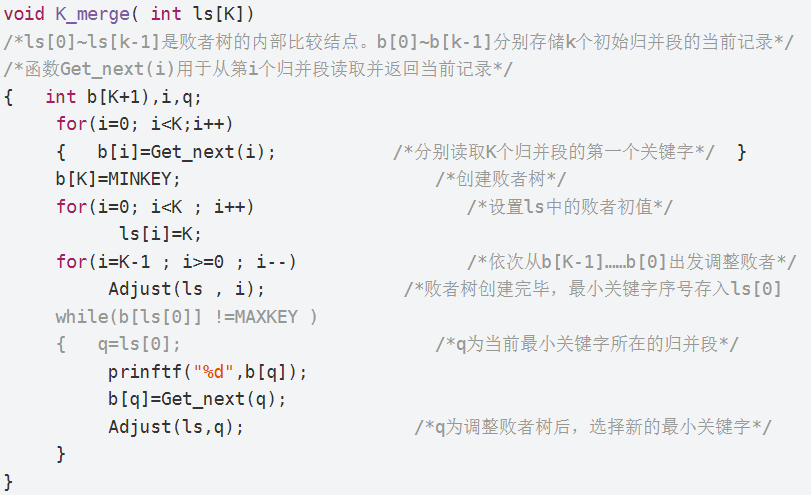 void K_merge( int ls[K])
/*ls[0]~ls[k-1]是败者树的内部比较结点。b[0]~b[k-1]分别存储k个初始归并段的当前记录*/
/*函数Get_next(i)用于从第i个归并段读取并返回当前记录*/
{   int b[K+1),i,q;
for(i=0; i<K;i++)
{   b[i]=Get_next(i);   /*分别读取K个归并段的第一个关键字*/  }
b[K]=MINKEY;   /*创建败者树*/
for(i=0; i<K ; i++)   /*设置ls中的败者初值*/
ls[i]=K;
for(i=K-1 ; i>=0 ; i--)   /*依次从b[K-1]……b[0]出发调整败者*/
Adjust(ls , i);   /*败者树创建完毕，最小关键字序号存入ls[0]
while(b[ls[0]] !=MAXKEY )
{   q=ls[0];   /*q为当前最小关键字所在的归并段*/
prinftf("%d",b[q]);
b[q]=Get_next(q);
Adjust(ls,q);   /*q为调整败者树后，选择新的最小关键字*/
}
}